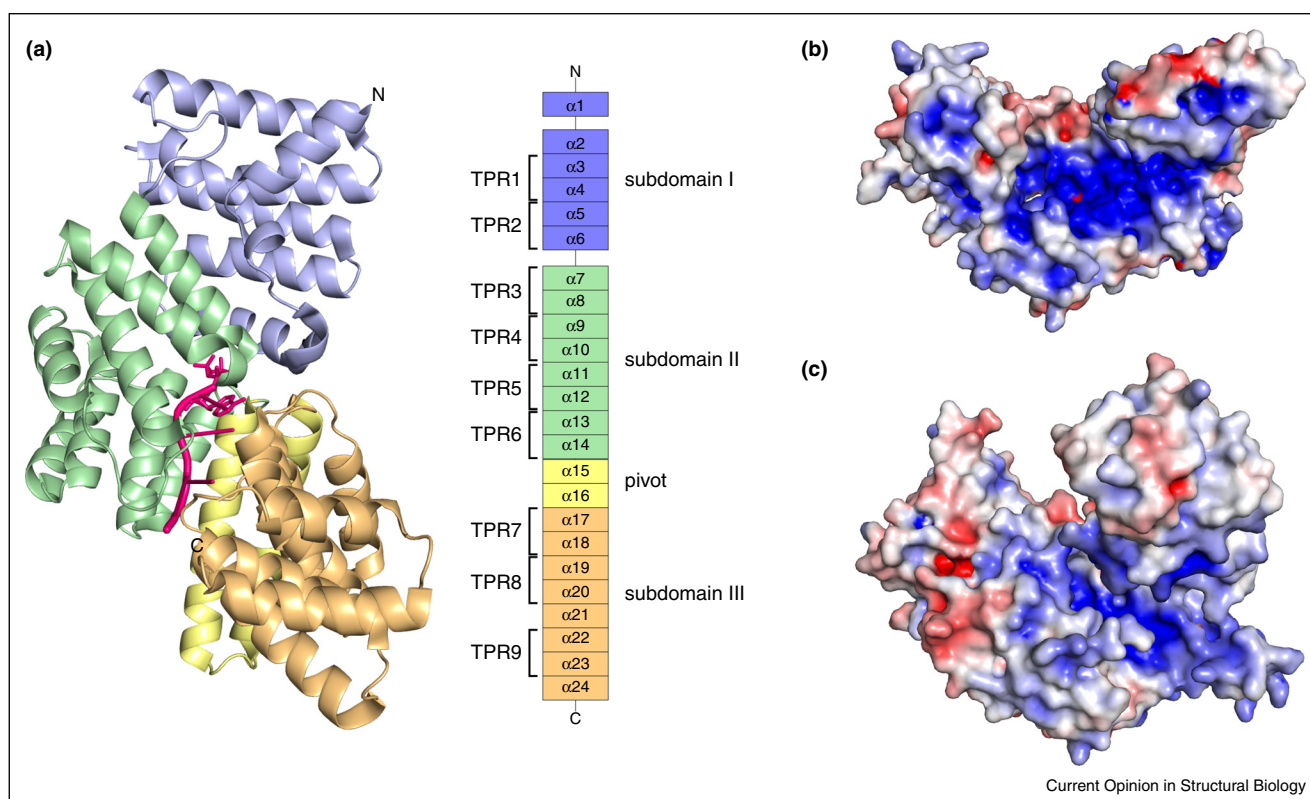 (a)
N
C
N
α1
α2
α3
α4
α5
α6
α7
α8
α9
α10
α11
α12
α13
α14
α15
α16
α17
α18
α19
α20
α21
α22
α23
α24
C
TPR1
TPR2
TPR3
TPR4
TPR5
TPR6
TPR7
TPR8
TPR9
subdomain I
subdomain II
pivot
subdomain III
(b)
(c)
Current Opinion in Structural Biology